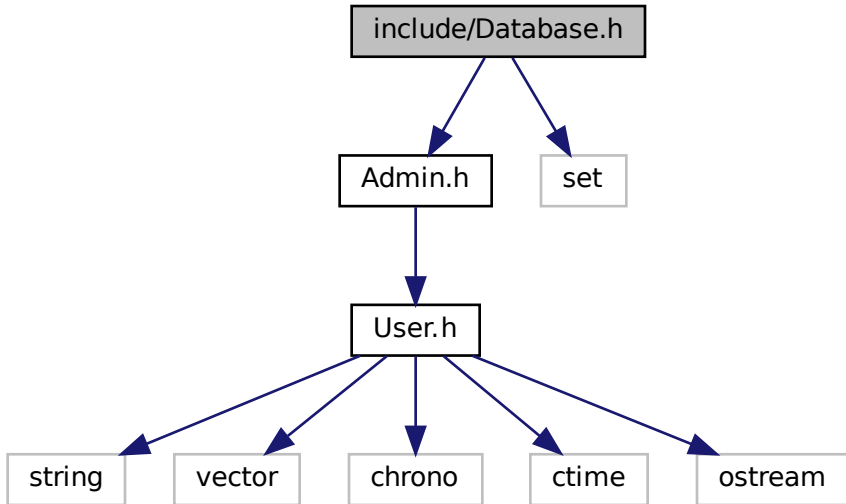 include/Database.h
Admin.h
set
User.h
string
vector
chrono
ctime
ostream